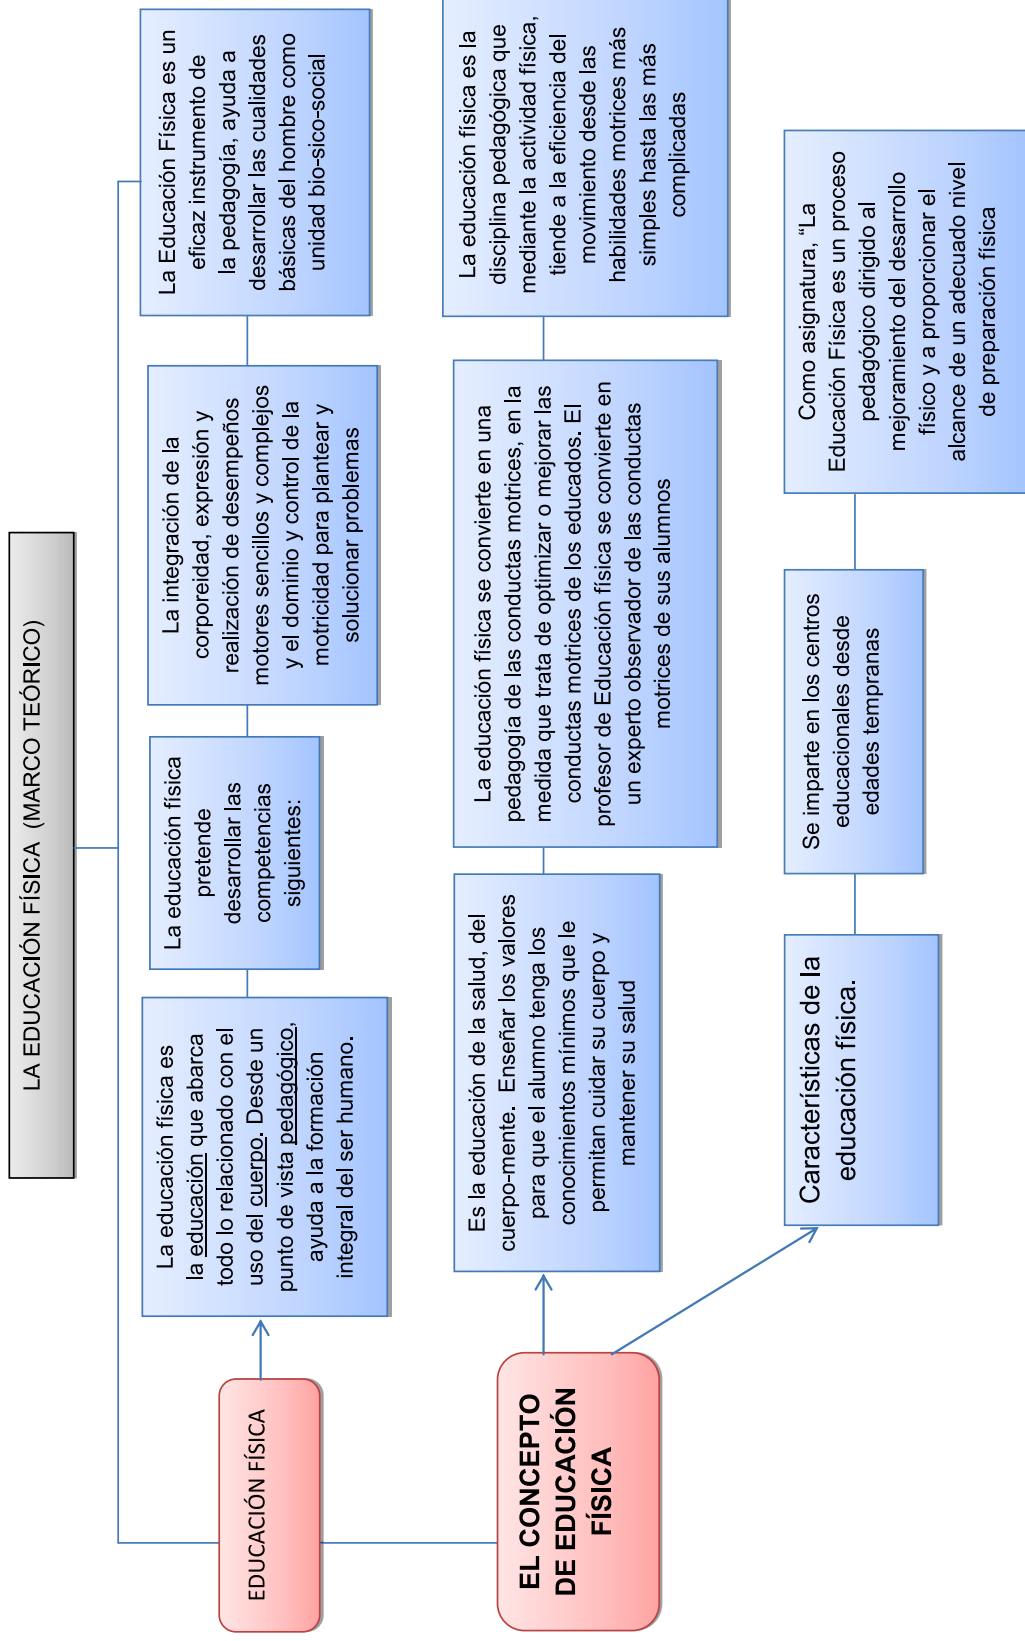 LA EDUCACIÓN FÍSICA  (MARCO TEÓRICO)
EDUCACIÓN FÍSICA
La educación física es
la educación que abarca
todo lo relacionado con el
uso del cuerpo. Desde un
punto de vista pedagógico,
ayuda a la formación
integral del ser humano.
La educación física
pretende
desarrollar las
competencias
siguientes:
La integración de la
corporeidad, expresión y
realización de desempeños
motores sencillos y complejos
y el dominio y control de la
motricidad para plantear y
solucionar problemas
La Educación Física es un
eficaz instrumento de
la pedagogía, ayuda a
desarrollar las cualidades
básicas del hombre como
unidad bio-sico-social
EL CONCEPTO
DE EDUCACIÓN
FÍSICA
Es la educación de la salud, del
cuerpo-mente.  Enseñar los valores
para que el alumno tenga los
conocimientos mínimos que le
permitan cuidar su cuerpo y
mantener su salud
La educación física se convierte en una
pedagogía de las conductas motrices, en la
medida que trata de optimizar o mejorar las
conductas motrices de los educados. El
profesor de Educación física se convierte en
un experto observador de las conductas
motrices de sus alumnos
La educación física es la
disciplina pedagógica que
mediante la actividad física,
tiende a la eficiencia del
movimiento desde las
habilidades motrices más
simples hasta las más
complicadas
Características de la
educación física.
Se imparte en los centros
educacionales desde
edades tempranas
Como asignatura, “La
Educación Física es un proceso
pedagógico dirigido al
mejoramiento del desarrollo
físico y a proporcionar el
alcance de un adecuado nivel
de preparación física